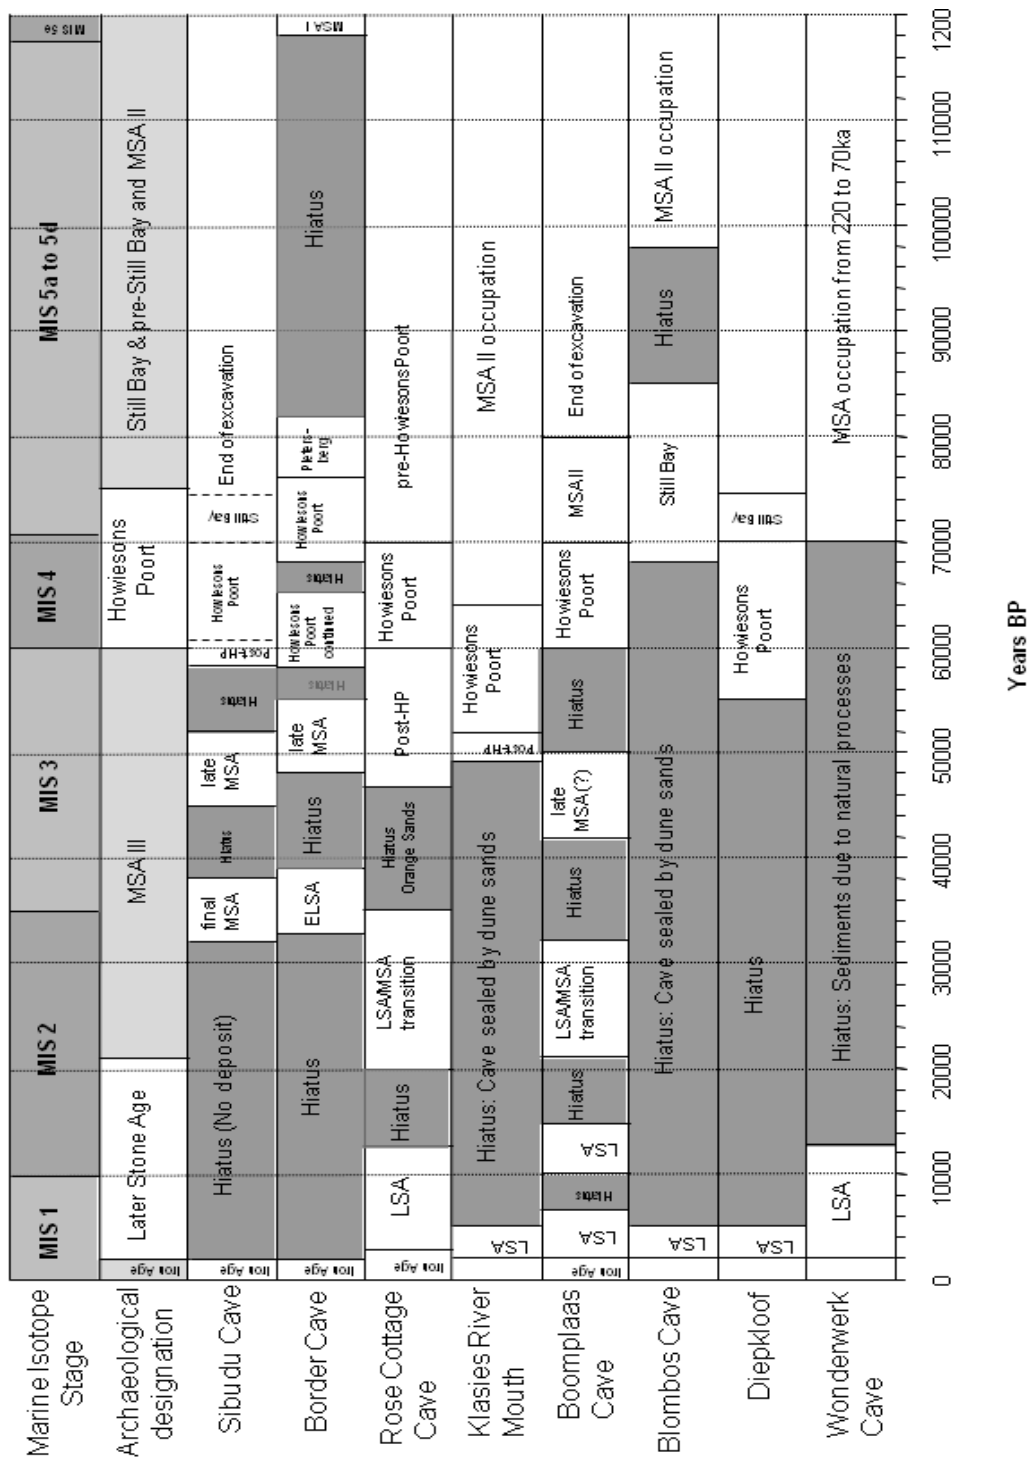 Marine Isotope
Stage
MIS 1
MIS 2
MIS 3
MIS 4
MIS 5a to 5d
MIS 5e
Archaeological
designation
Iron Age
Later Stone Age
MSA III
Howiesons
Poort
Still Bay & pre-Still Bay and MSA II
Sibudu Cave
Iron Age
Hiatus (No deposit)
final
MSA
Hiatus
late
MSA
Hiatus
Post-HP
Howiesons
Poort
Still Bay
End of excavation
Border Cave
Iron Age
Hiatus
ELSA
Hiatus
late
MSA
Hiatus
Howiesons
Poort
continued
Hiatus
Howiesons
Poort
Pieters-
berg
Hiatus
MSA I
Rose Cottage
Cave
Iron Age
LSA
Hiatus
LSA/MSA
transition
Hiatus
Orange Sands
Post-HP
Howiesons
Poort
pre-Howiesons Poort
Klasies River
Mouth
LSA
Hiatus: Cave sealed by dune sands
Post-HP
Howiesons
Poort
MSA II occupation
Boomplaas
Cave
Iron Age
LSA
Hiatus
LSA
Hiatus
LSA/MSA
transition
Hiatus
late
MSA(?)
Hiatus
Howiesons
Poort
MSAII
End of excavation
Blombos Cave
LSA
Hiatus: Cave sealed by dune sands
Still Bay
Hiatus
MSA II occupation
Diepkloof
LSA
Hiatus
Howiesons
Poort
Still Bay
Wonderwerk
Cave
LSA
Hiatus: Sediments due to natural processes
MSA occupation from 220 to 70ka
0
10000
20000
30000
40000
50000
60000
70000
80000
90000
100000
110000
1200
Years BP